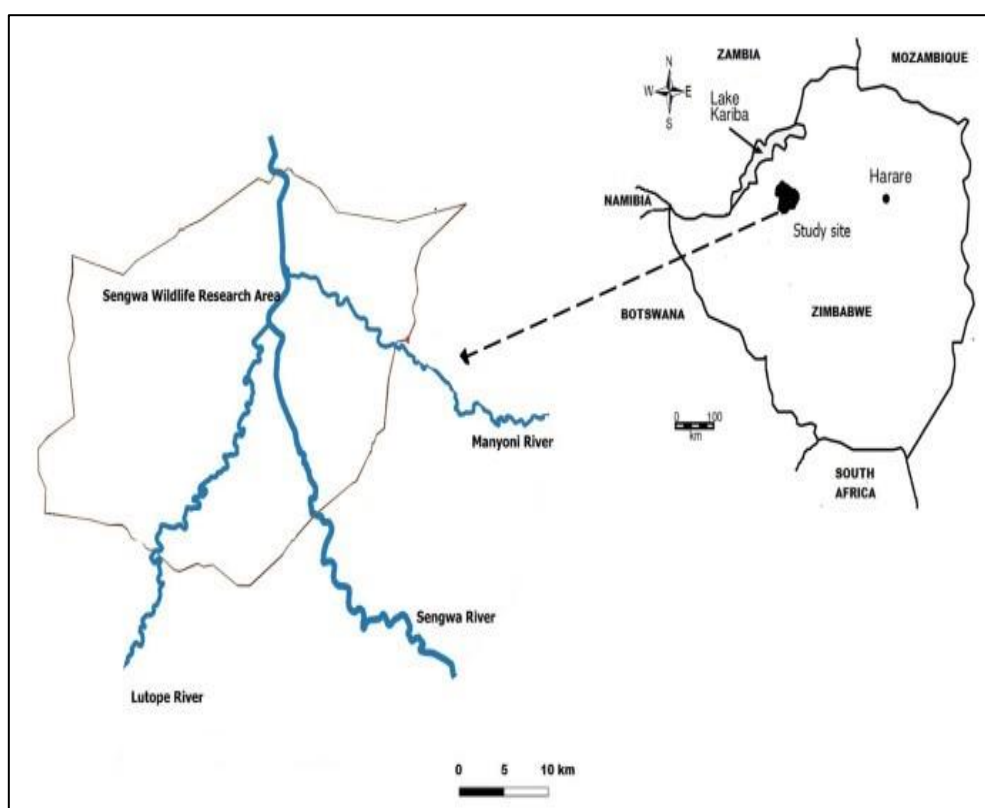 ZAMBIA
MOZAMBIQUE
N
W E
S
Lake
Kariba
Harare
NAMIBIA
Study site
Sengwa Wildlife Research Area
BOTSWANA
ZIMBABWE
0 100
km
Manyoni River
SOUTH
AFRICA
Sengwa River
Lutope River
0 5 10 km